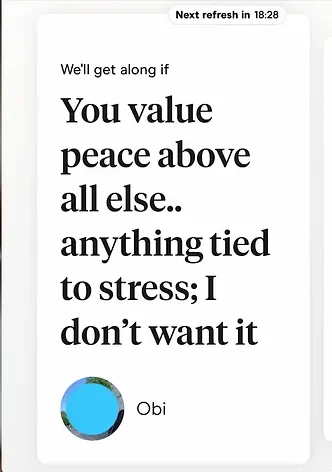 Next refresh in 18:28
We'll get along if
You value
peace above
all else..
anything tied
to stress; I
don't want it
Obi